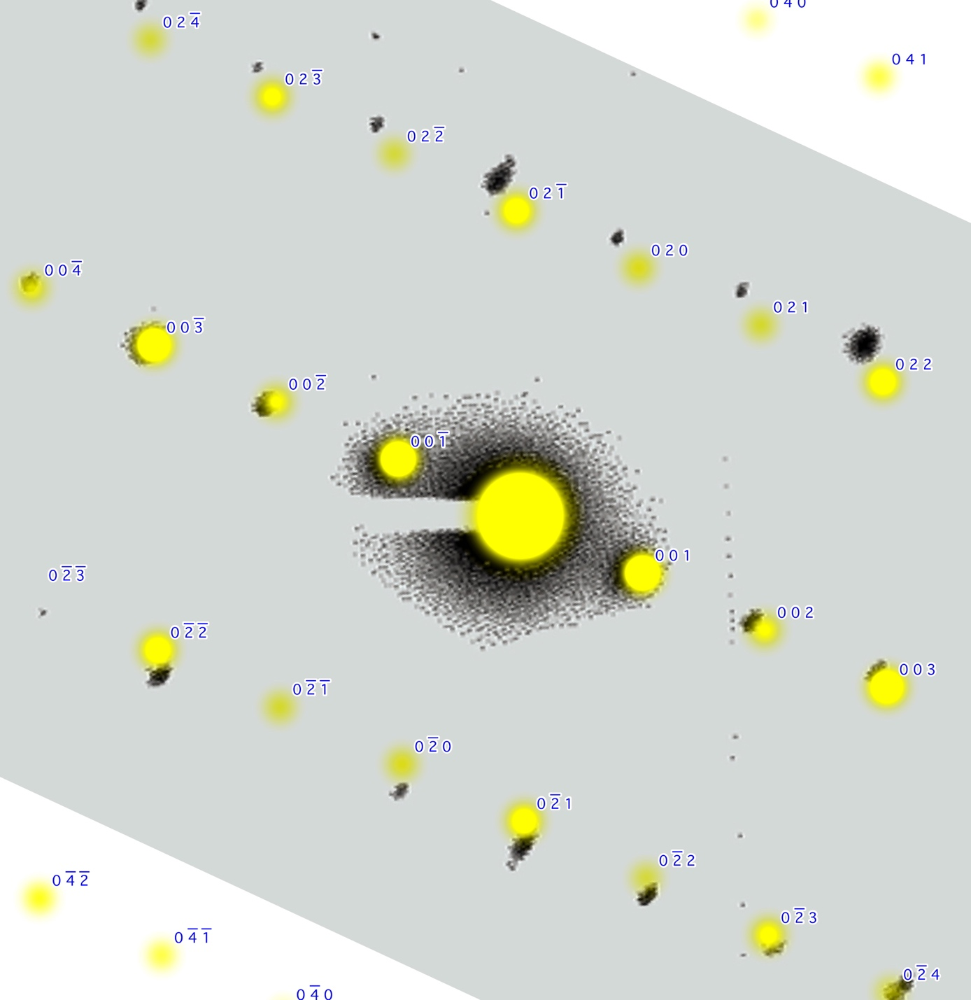 0 4 0
0 2 4̅
0 4 1
0 2 3̅
0 2 2̅
0 2 1̅
0 2 0
0 0 4̅
0 2 1
0 0 3̅
0 2 2
0 0 2̅
0 0 1̅
0 0 1
0 2̅ 3̅
0 0 2
0 2̅ 2̅
0 0 3
0 2̅ 1̅
0 2̅ 0
0 2̅ 1
0 2̅ 2
0 4̅ 2̅
0 2̅ 3
0 4̅ 1̅
0 2̅ 4
0 4̅ 0